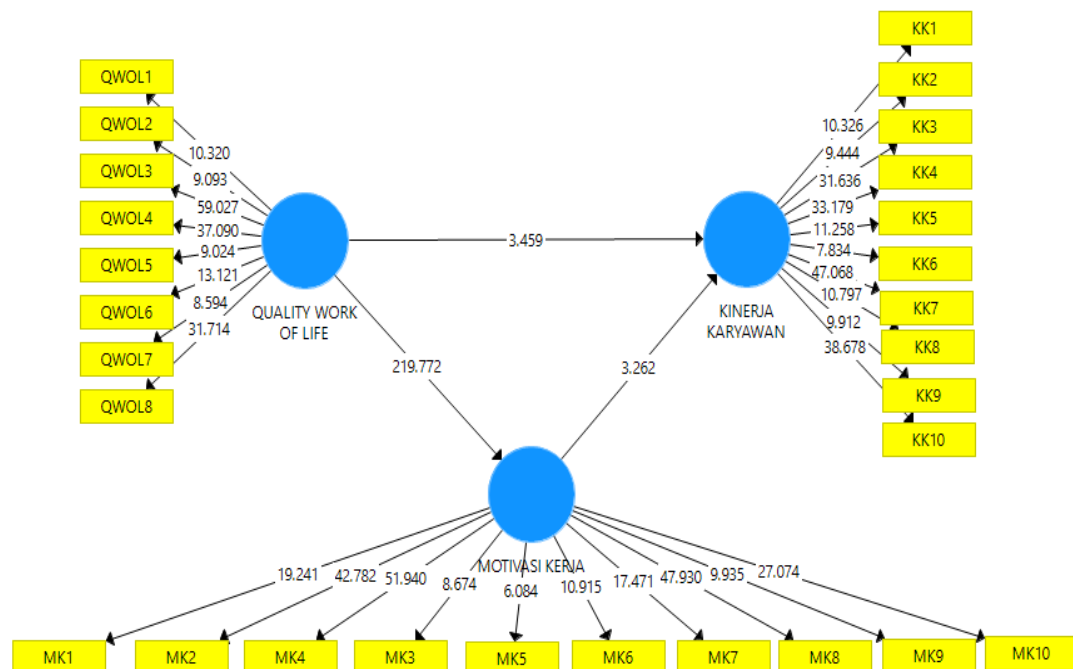 QWOL1
QWOL2
QWOL3
QWOL4
QWOL5
QWOL6
QWOL7
QWOL8
10.320
9.093
59.027
37.090
9.024
13.121
8.594
31.714
QUALITY WORK
OF LIFE
3.459
219.772
3.262
KINERJA
KARYAWAN
10.326
9.444
31.636
33.179
11.258
7.834
47.068
10.797
9.912
38.678
KK1
KK2
KK3
KK4
KK5
KK6
KK7
KK8
KK9
KK10
MOTIVASI KERJA
19.241
42.782
51.940
8.674
6.084
10.915
17.471
47.930
9.935
27.074
MK1
MK2
MK4
MK3
MK5
MK6
MK7
MK8
MK9
MK10